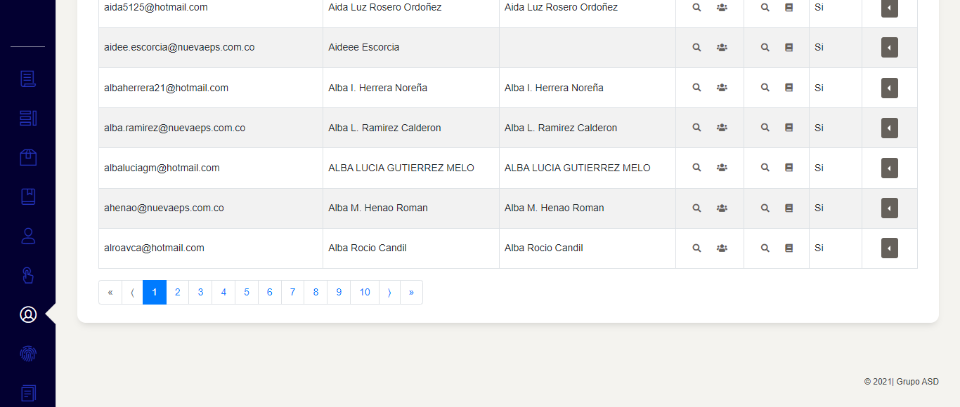 aida5125@hotmail.com Aida Luz Rosero Ordoñez Aida Luz Rosero Ordoñez Si
aidee.escorcia@nuevaeps.com.co Aideee Escorcia Si
albaherrera21@hotmail.com Alba I. Herrera Noreña Alba I. Herrera Noreña Si
alba.ramirez@nuevaeps.com.co Alba L. Ramirez Calderon Alba L. Ramirez Calderon Si
albaluciagm@hotmail.com ALBA LUCIA GUTIERREZ MELO ALBA LUCIA GUTIERREZ MELO Si
ahenao@nuevaeps.com.co Alba M. Henao Roman Alba M. Henao Roman Si
alroavca@hotmail.com Alba Rocio Candil Alba Rocio Candil Si
« ⟨ 1 2 3 4 5 6 7 8 9 10 ⟩ »
© 2021| Grupo ASD